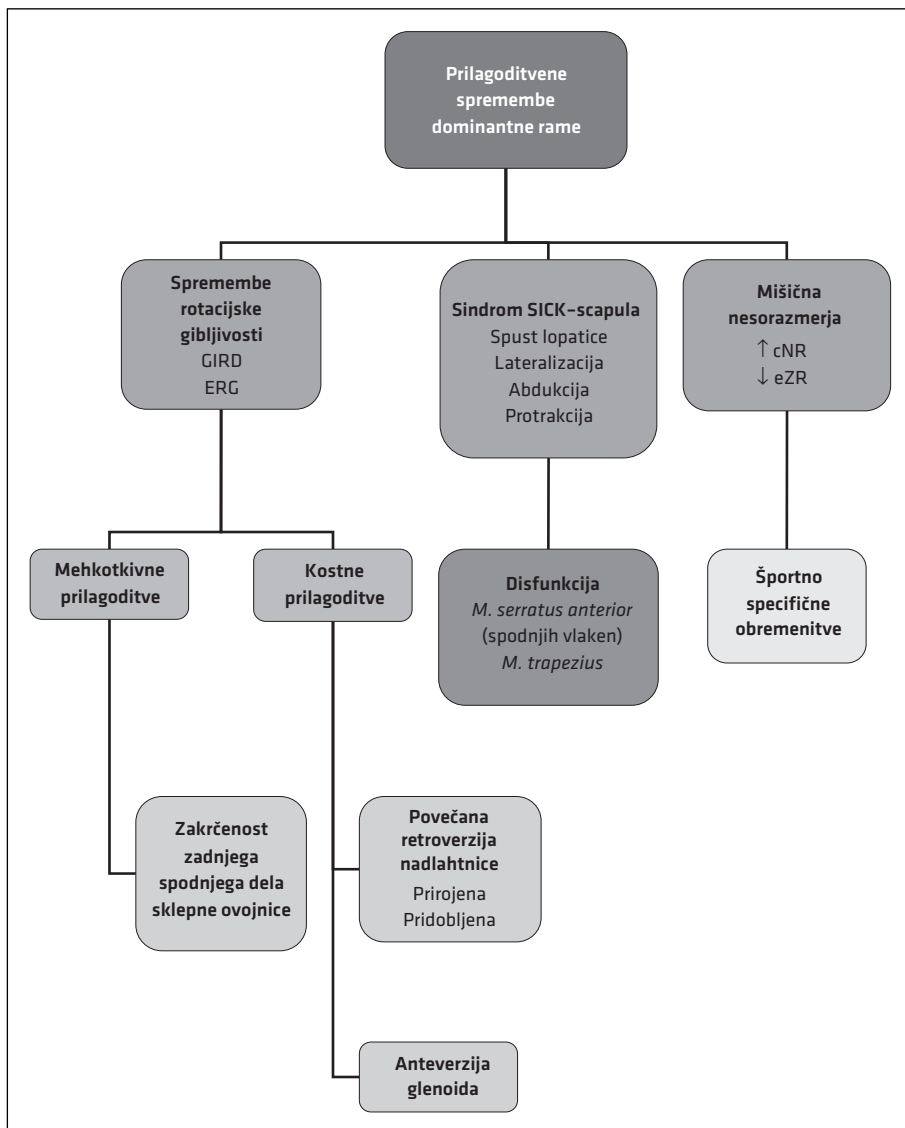 Prilagoditvene
spremembe
dominantne rame
Spremembe
rotacijske
gibljivosti
GIRD
ERG
Sindrom SICK-scapula
Spust lopatice
Lateralizacija
Abdukcija
Protrakcija
Mišična
nesorazmerja
↑ cNR
↓ eZR
Mehkotkivne
prilagoditve
Kostne
prilagoditve
Disfunkcija
M. serratus anterior
(spodnjih vlaken)
M. trapezius
Športno
specifične
obremenitve
Zakrčenost
zadnjega
spodnjega dela
sklepne ovojnice
Povečana
retroverzija
nadlahtnice
Prirojena
Pridobljena
Anteverzija
glenoida